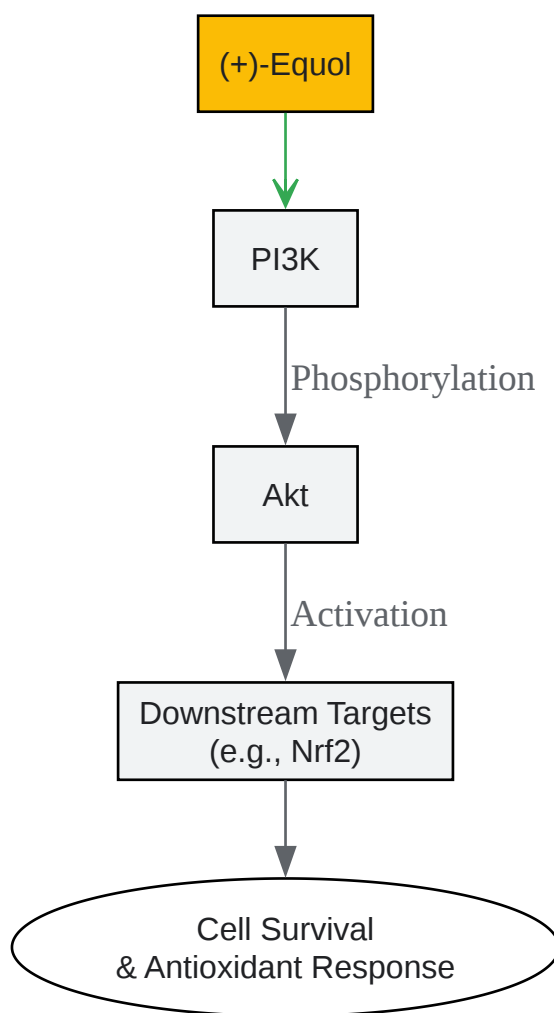 (+)-Equol
PI3K
Phosphorylation
Akt
Activation
Downstream Targets
(e.g., Nrf2)
Cell Survival
& Antioxidant Response